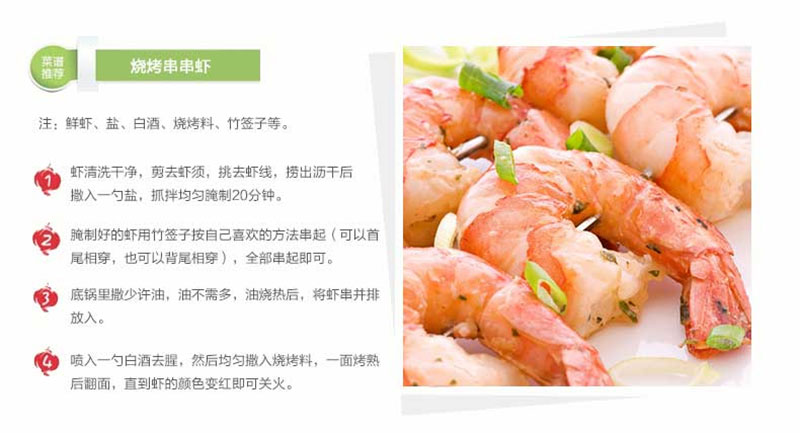 菜谱
推荐
烧烤串串虾
注：鲜虾、盐、白酒、烧烤料、竹签子等。
1
虾清洗干净，剪去虾须，挑去虾线，捞出沥干后
撒入一勺盐，抓拌均匀腌制20分钟。
2
腌制好的虾用竹签子按自己喜欢的方法串起（可以首
尾相穿，也可以背尾相穿），全部串起即可。
3
底锅里撒少许油，油不需多，油烧热后，将虾串并排
放入。
4
喷入一勺白酒去腥，然后均匀撒入烧烤料，一面烤熟
后翻面，直到虾的颜色变红即可关火。